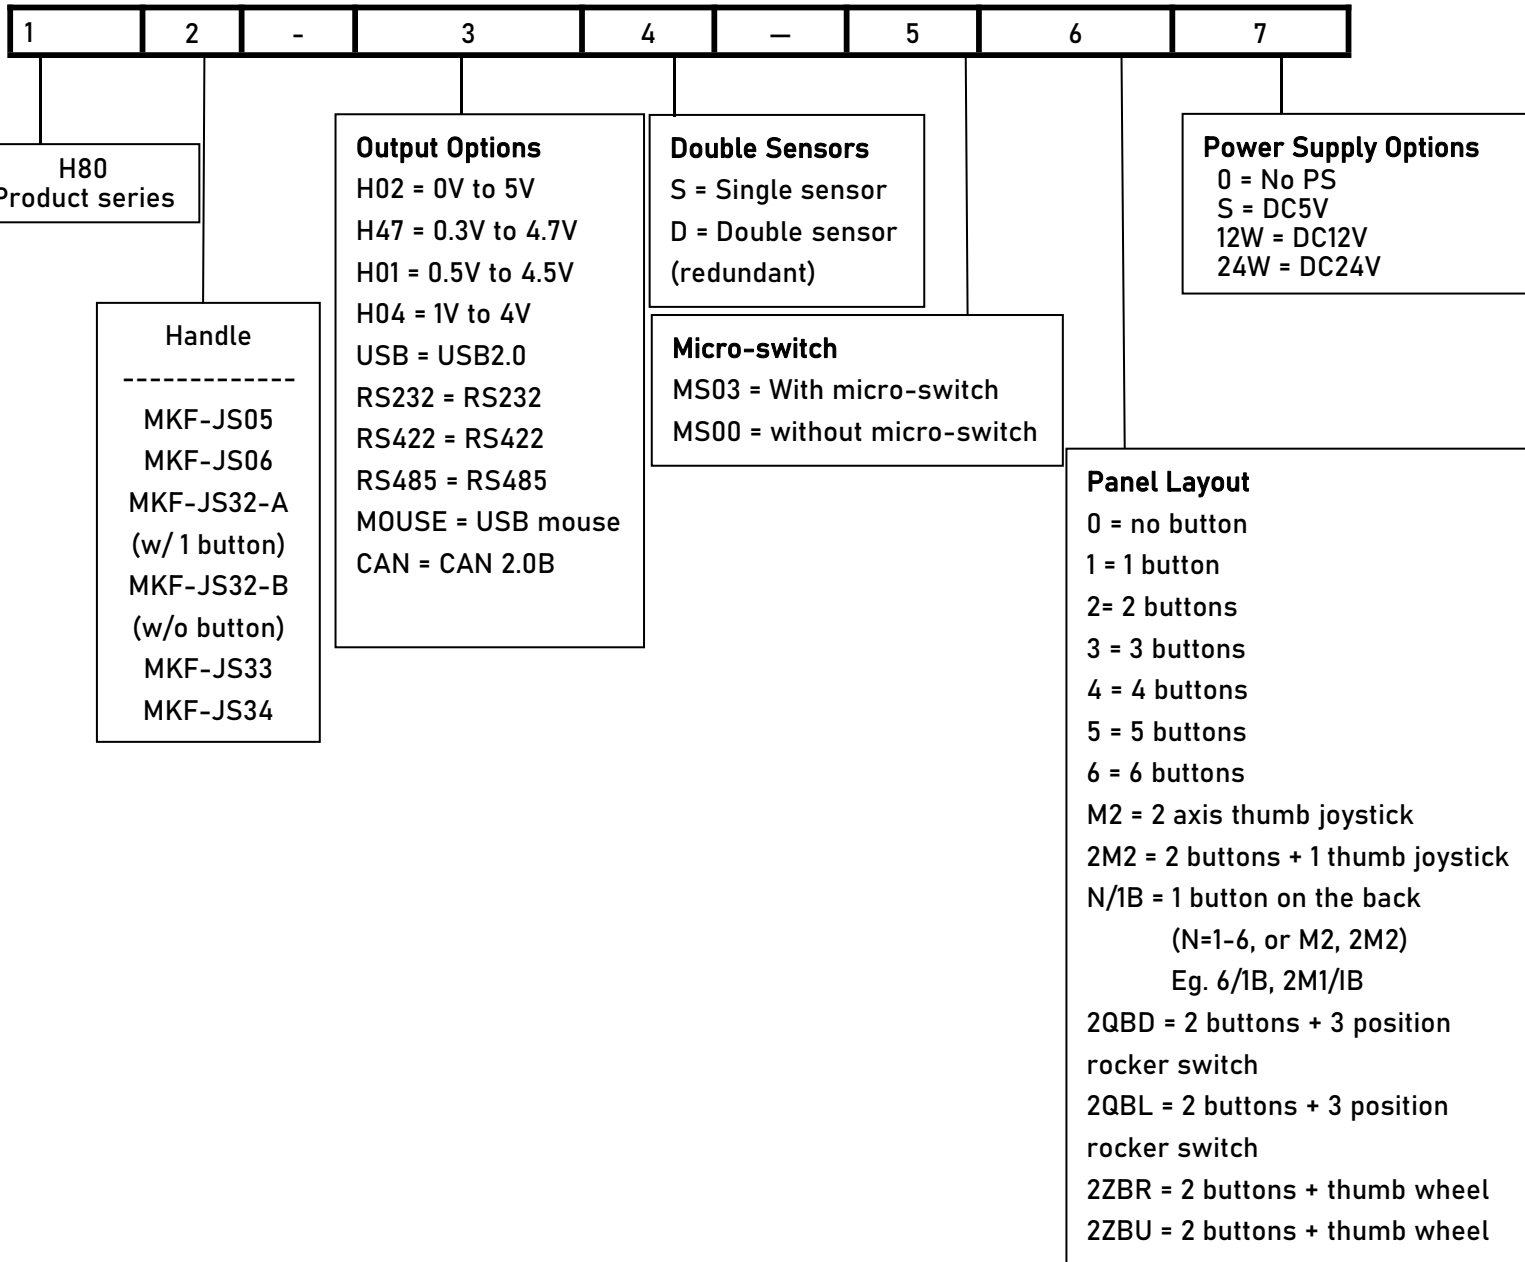 1 2 - 3 4 — 5 6 7
H80
Product series
Handle
-------------
MKF-JS05
MKF-JS06
MKF-JS32-A
(w/ 1 button)
MKF-JS32-B
(w/o button)
MKF-JS33
MKF-JS34
Output Options
H02 = 0V to 5V
H47 = 0.3V to 4.7V
H01 = 0.5V to 4.5V
H04 = 1V to 4V
USB = USB2.0
RS232 = RS232
RS422 = RS422
RS485 = RS485
MOUSE = USB mouse
CAN = CAN 2.0B
Double Sensors
S = Single sensor
D = Double sensor
(redundant)
Micro-switch
MS03 = With micro-switch
MS00 = without micro-switch
Panel Layout
0 = no button
1 = 1 button
2= 2 buttons
3 = 3 buttons
4 = 4 buttons
5 = 5 buttons
6 = 6 buttons
M2 = 2 axis thumb joystick
2M2 = 2 buttons + 1 thumb joystick
N/1B = 1 button on the back
(N=1-6, or M2, 2M2)
Eg. 6/1B, 2M1/IB
2QBD = 2 buttons + 3 position
rocker switch
2QBL = 2 buttons + 3 position
rocker switch
2ZBR = 2 buttons + thumb wheel
2ZBU = 2 buttons + thumb wheel
Power Supply Options
0 = No PS
S = DC5V
12W = DC12V
24W = DC24V